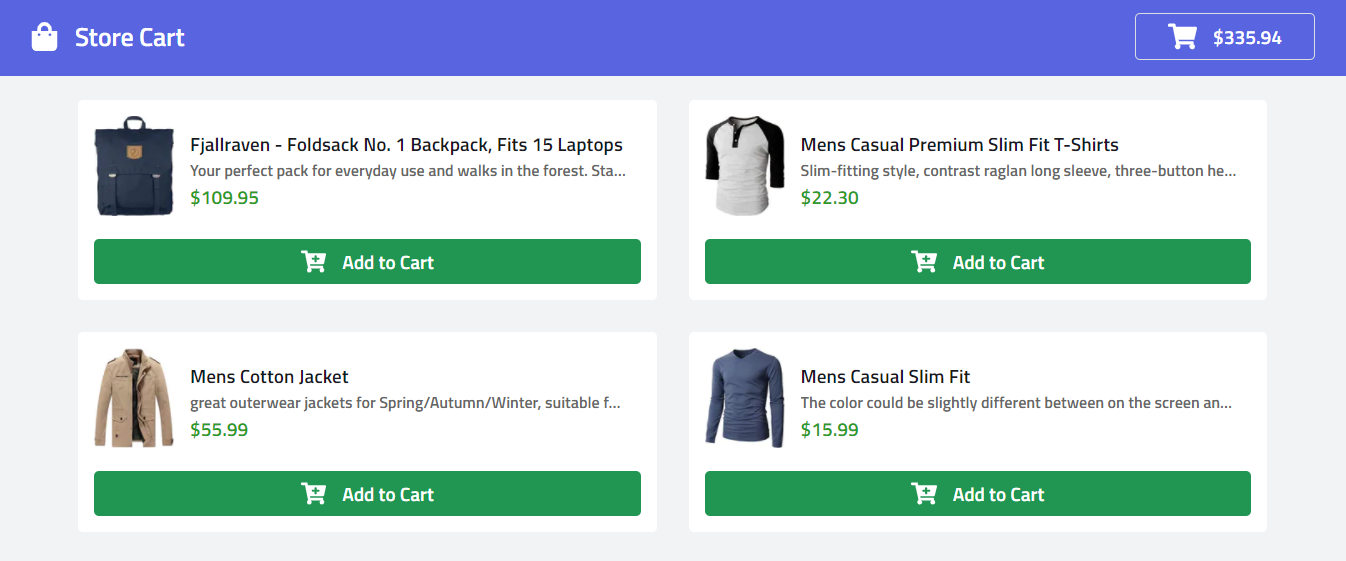 Store Cart
$335.94
Fjallraven - Foldsack No. 1 Backpack, Fits 15 Laptops
Your perfect pack for everyday use and walks in the forest. Sta...
$109.95
Add to Cart
Mens Casual Premium Slim Fit T-Shirts
Slim-fitting style, contrast raglan long sleeve, three-button he...
$22.30
Add to Cart
Mens Cotton Jacket
great outerwear jackets for Spring/Autumn/Winter, suitable f...
$55.99
Add to Cart
Mens Casual Slim Fit
The color could be slightly different between on the screen an...
$15.99
Add to Cart